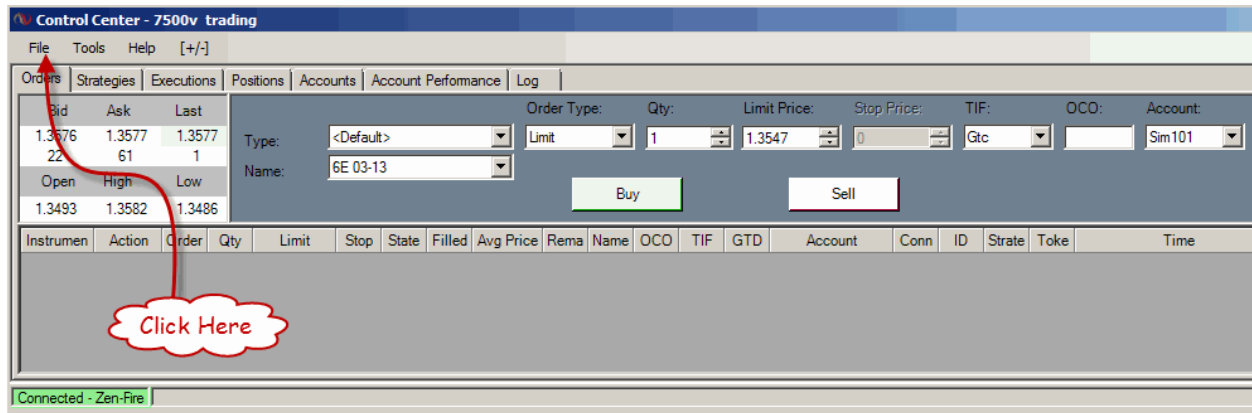 Control Center - 7500v trading
File Tools Help [+/-]
Orders Strategies Executions Positions Accounts Account Performance Log
Bid Ask Last Order Type: Qty: Limit Price: Stop Price: TIF: OCO: Account:
1.3576 1.3577 1.3577 Type: <Default> Limit 1 1.3547 0 Gtc Sim101
22 61 1
Open High Low Name: 6E 03-13
1.3493 1.3582 1.3486 Buy Sell
Instrumen Action Order Qty Limit Stop State Filled Avg Price Rema Name OCO TIF GTD Account Conn ID Strate Toke Time
Click Here
Connected - Zen-Fire